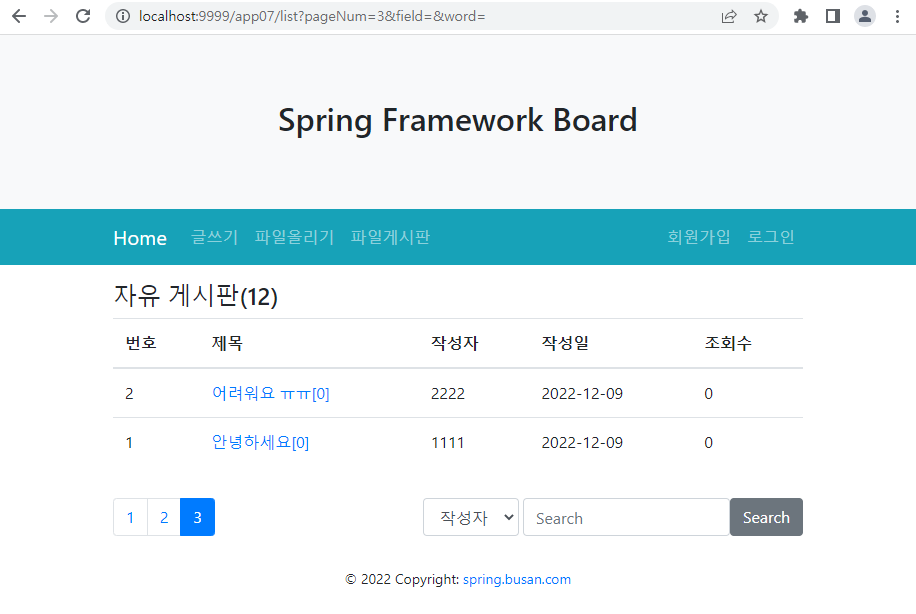 localhost:9999/app07/list?pageNum=3&field=&word=
Spring Framework Board
Home 글쓰기 파일올리기 파일게시판 회원가입 로그인
자유 게시판(12)
번호 제목 작성자 작성일 조회수
2 어려워요 ㅠㅠ[0] 2222 2022-12-09 0
1 안녕하세요[0] 1111 2022-12-09 0
1 2 3 작성자 Search Search
© 2022 Copyright: spring.busan.com